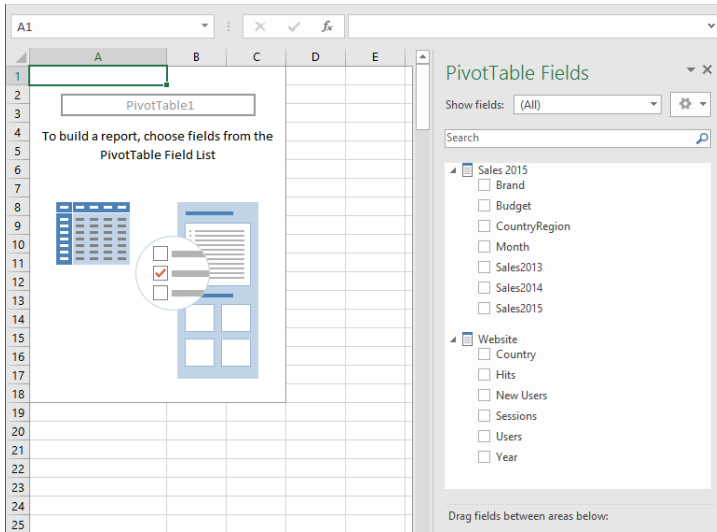 A1
fx
A B C D E
1
2
3
4
5
6
7
8
9
10
11
12
13
14
15
16
17
18
19
20
21
22
23
24
25
PivotTable1
To build a report, choose fields from the
PivotTable Field List
PivotTable Fields
Show fields: (All)
Search
Sales 2015
Brand
Budget
CountryRegion
Month
Sales2013
Sales2014
Sales2015
Website
Country
Hits
New Users
Sessions
Users
Year
Drag fields between areas below: